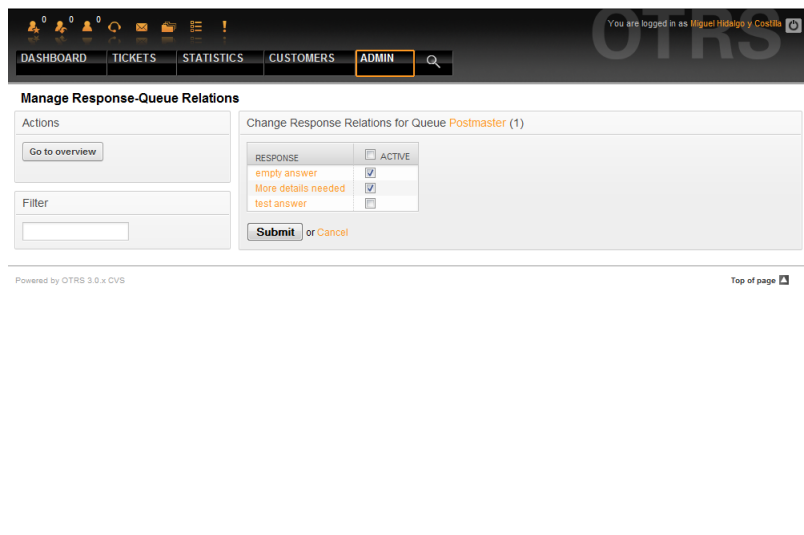 0 0 0
OTRS
You are logged in as Miguel Hidalgo y Costilla
DASHBOARD TICKETS STATISTICS CUSTOMERS ADMIN
Manage Response-Queue Relations
Actions
Go to overview
Filter
Change Response Relations for Queue Postmaster (1)
RESPONSE ACTIVE
empty answer
More details needed
test answer
Submit or Cancel
Powered by OTRS 3.0.x CVS
Top of page